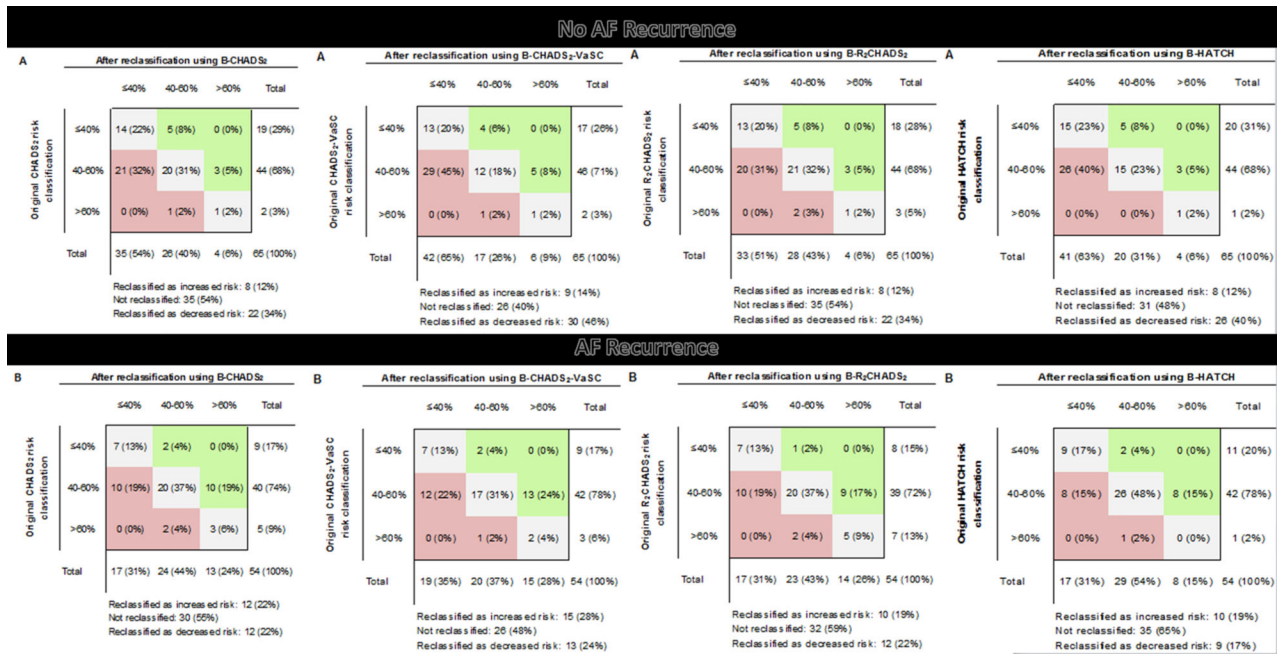 No AF Recurrence
A
After reclassification using B-CHADS₂
≤40% 40-60% >60% Total
Original CHADS₂ risk classification
≤40% 14 (22%) 5 (8%) 0 (0%) 19 (29%)
40-60% 21 (32%) 20 (31%) 3 (5%) 44 (68%)
>60% 0 (0%) 1 (2%) 1 (2%) 2 (3%)
Total 35 (54%) 26 (40%) 4 (6%) 65 (100%)
Reclassified as increased risk: 8 (12%)
Not reclassified: 35 (54%)
Reclassified as decreased risk: 22 (34%)
A
After reclassification using B-CHADS₂-VaSC
≤40% 40-60% >60% Total
Original CHADS₂-VaSC
risk classification
≤40% 13 (20%) 4 (6%) 0 (0%) 17 (26%)
40-60% 29 (45%) 12 (18%) 5 (8%) 46 (71%)
>60% 0 (0%) 1 (2%) 1 (2%) 2 (3%)
Total 42 (65%) 17 (26%) 6 (9%) 65 (100%)
Reclassified as increased risk: 9 (14%)
Not reclassified: 26 (40%)
Reclassified as decreased risk: 30 (46%)
A
After reclassification using B-R₂CHADS₂
≤40% 40-60% >60% Total
Original R₂CHADS₂ risk
classification
≤40% 13 (20%) 5 (8%) 0 (0%) 18 (28%)
40-60% 20 (31%) 21 (32%) 3 (5%) 44 (68%)
>60% 0 (0%) 2 (3%) 1 (2%) 3 (5%)
Total 33 (51%) 28 (43%) 4 (6%) 65 (100%)
Reclassified as increased risk: 8 (12%)
Not reclassified: 35 (54%)
Reclassified as decreased risk: 22 (34%)
A
After reclassification using B-HATCH
≤40% 40-60% >60% Total
Original HATCH risk
classification
≤40% 15 (23%) 5 (8%) 0 (0%) 20 (31%)
40-60% 26 (40%) 15 (23%) 3 (5%) 44 (68%)
>60% 0 (0%) 0 (0%) 1 (2%) 1 (2%)
Total 41 (63%) 20 (31%) 4 (6%) 65 (100%)
Reclassified as increased risk: 8 (12%)
Not reclassified: 31 (48%)
Reclassified as decreased risk: 26 (40%)
AF Recurrence
B
After reclassification using B-CHADS₂
≤40% 40-60% >60% Total
Original CHADS₂ risk
classification
≤40% 7 (13%) 2 (4%) 0 (0%) 9 (17%)
40-60% 10 (19%) 20 (37%) 10 (19%) 40 (74%)
>60% 0 (0%) 2 (4%) 3 (6%) 5 (9%)
Total 17 (31%) 24 (44%) 13 (24%) 54 (100%)
Reclassified as increased risk: 12 (22%)
Not reclassified: 30 (55%)
Reclassified as decreased risk: 12 (22%)
B
After reclassification using B-CHADS₂-VaSC
≤40% 40-60% >60% Total
Original CHADS₂-VaSC
risk classification
≤40% 7 (13%) 2 (4%) 0 (0%) 9 (17%)
40-60% 12 (22%) 17 (31%) 13 (24%) 42 (78%)
>60% 0 (0%) 1 (2%) 2 (4%) 3 (6%)
Total 19 (35%) 20 (37%) 15 (28%) 54 (100%)
Reclassified as increased risk: 15 (28%)
Not reclassified: 26 (48%)
Reclassified as decreased risk: 13 (24%)
B
After reclassification using B-R₂CHADS₂
≤40% 40-60% >60% Total
Original R₂CHADS₂ risk
classification
≤40% 7 (13%) 1 (2%) 0 (0%) 8 (15%)
40-60% 10 (19%) 20 (37%) 9 (17%) 39 (72%)
>60% 0 (0%) 2 (4%) 5 (9%) 7 (13%)
Total 17 (31%) 23 (43%) 14 (26%) 54 (100%)
Reclassified as increased risk: 10 (19%)
Not reclassified: 32 (59%)
Reclassified as decreased risk: 12 (22%)
B
After reclassification using B-HATCH
≤40% 40-60% >60% Total
Original HATCH risk
classification
≤40% 9 (17%) 2 (4%) 0 (0%) 11 (20%)
40-60% 8 (15%) 26 (48%) 8 (15%) 42 (78%)
>60% 0 (0%) 1 (2%) 0 (0%) 1 (2%)
Total 17 (31%) 29 (54%) 8 (15%) 54 (100%)
Reclassified as increased risk: 10 (19%)
Not reclassified: 35 (65%)
Reclassified as decreased risk: 9 (17%)